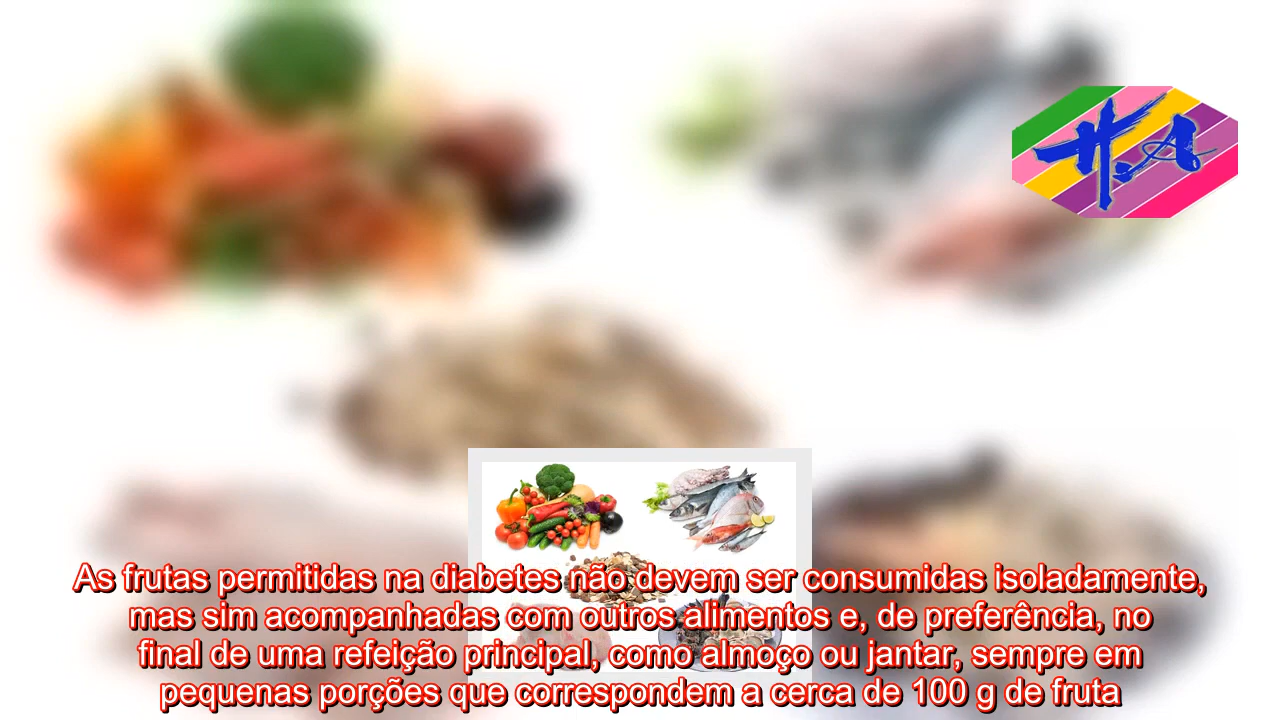 H.A
As frutas permitidas na diabetes não devem ser consumidas isoladamente,
mas sim acompanhadas com outros alimentos e, de preferência, no
final de uma refeição principal, como almoço ou jantar, sempre em
pequenas porções que correspondem a cerca de 100 g de fruta